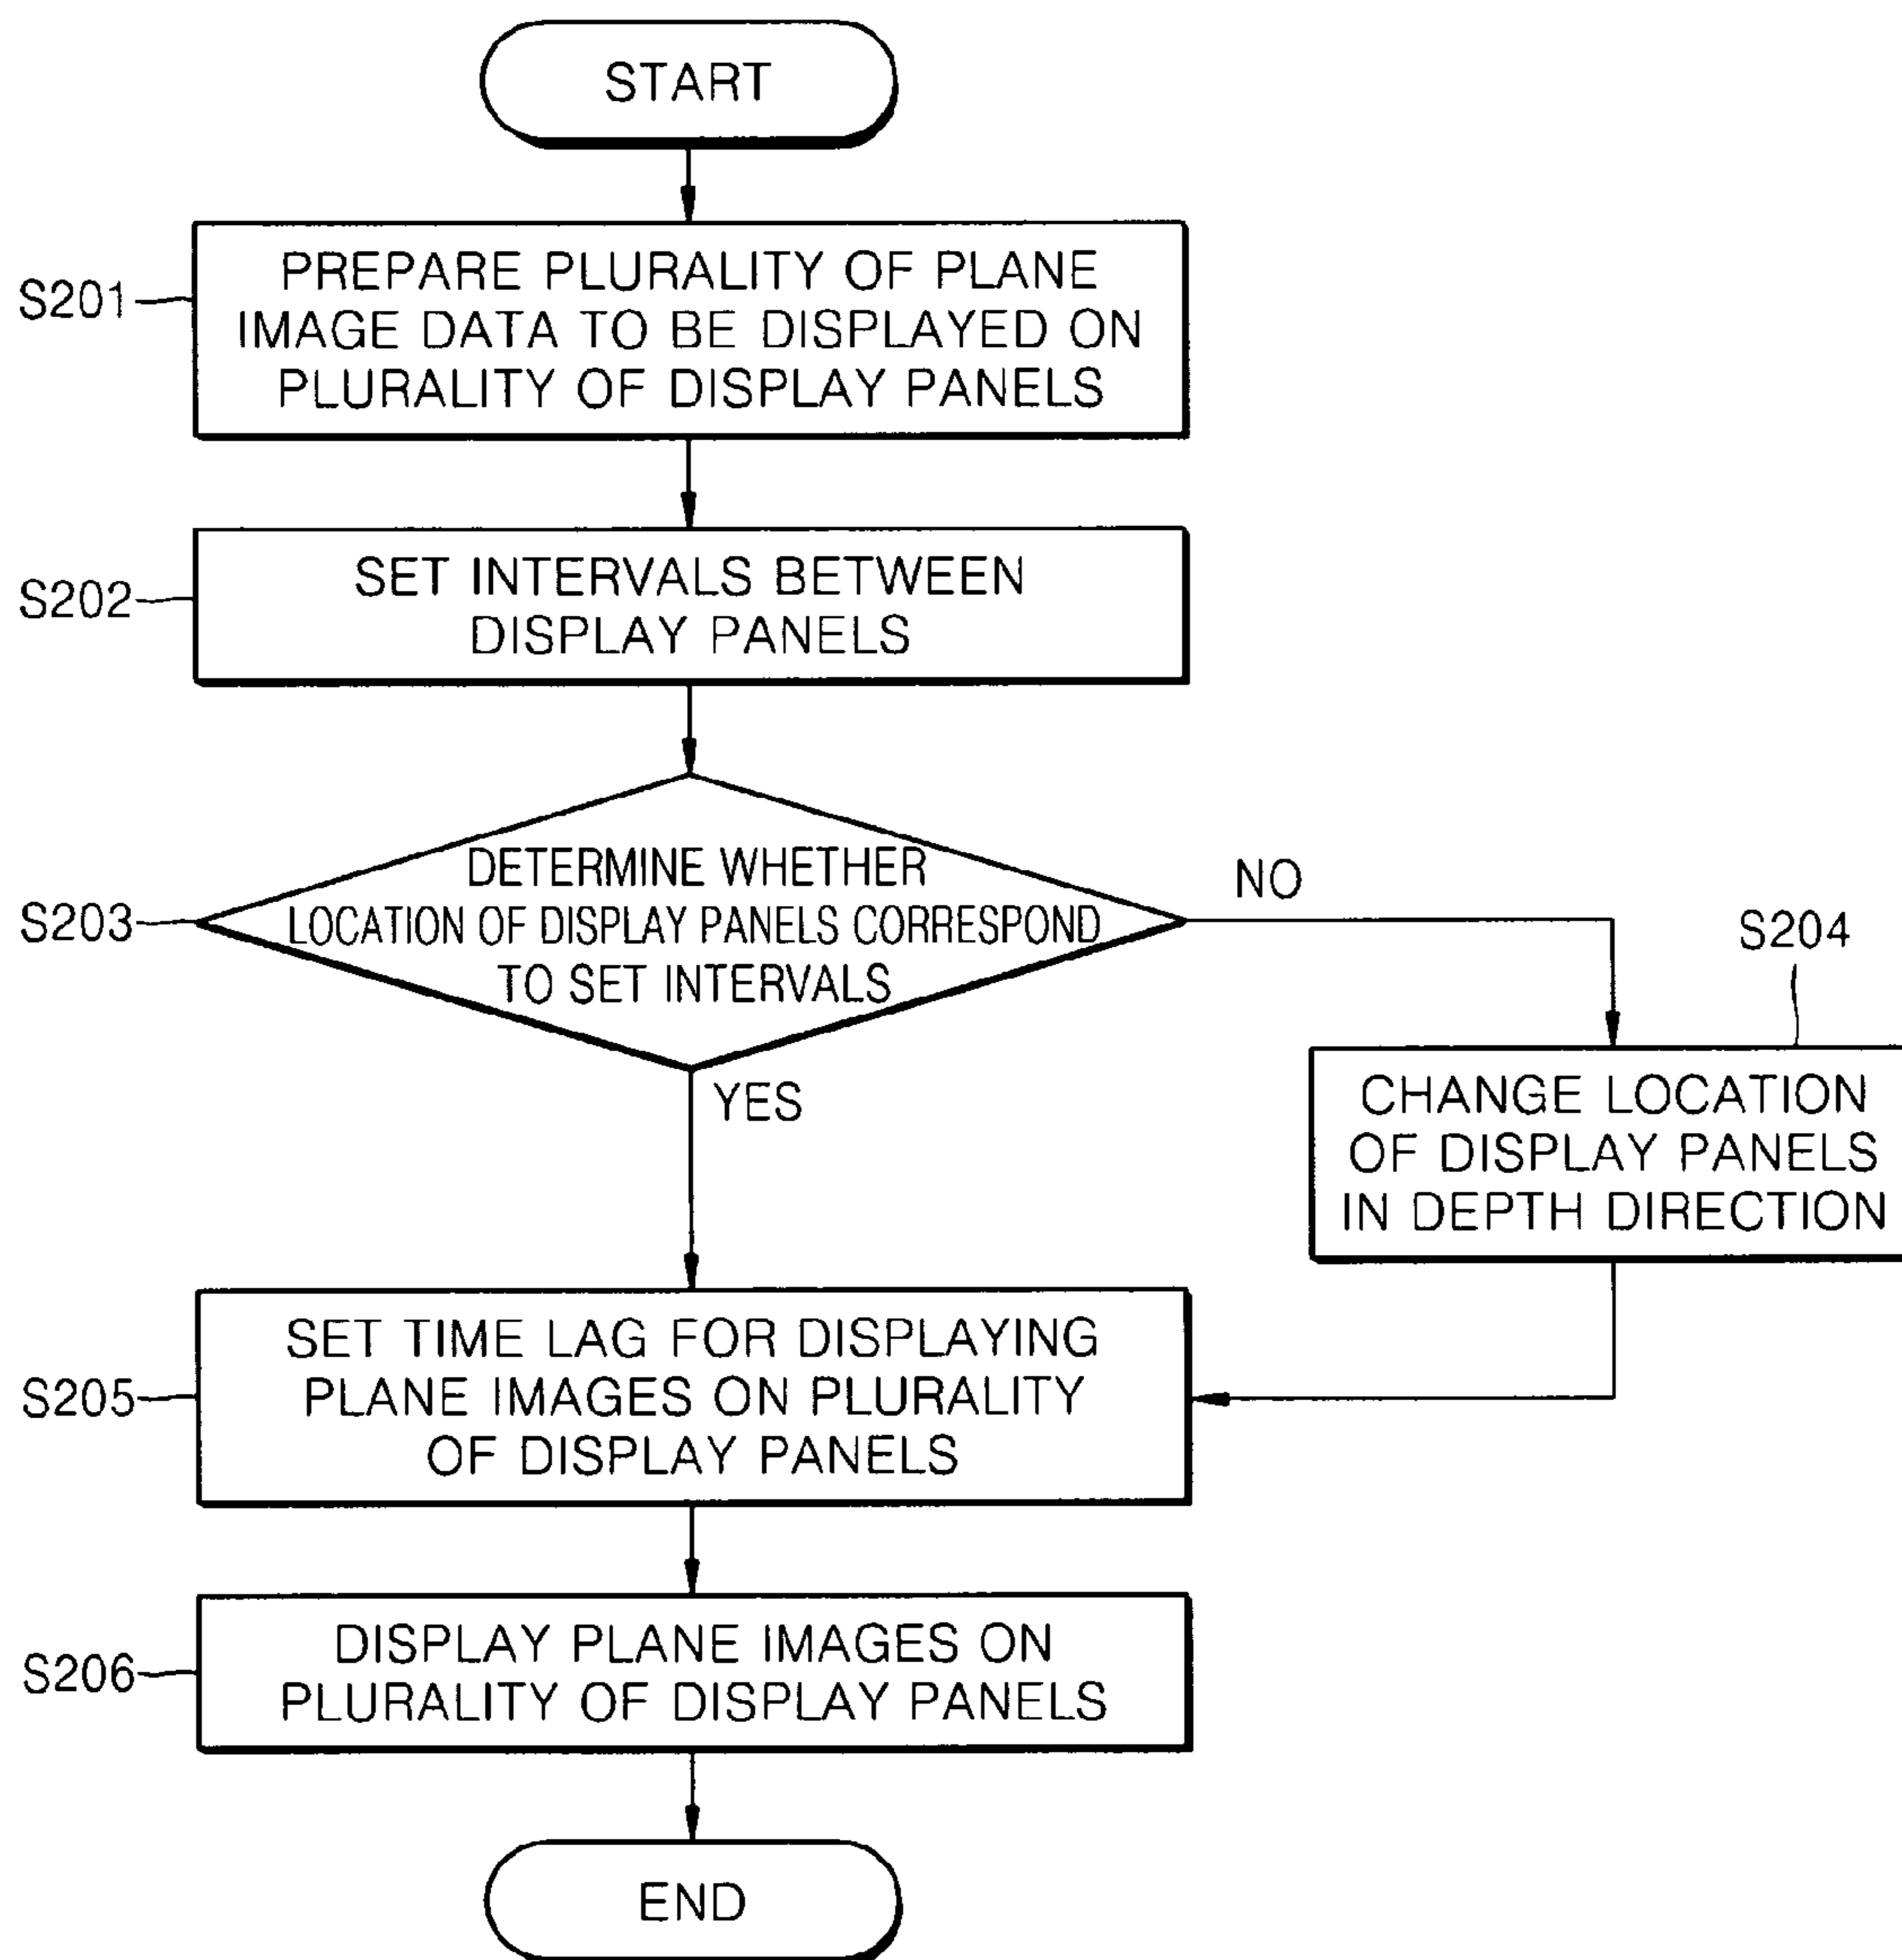 START
S201
PREPARE PLURALITY OF PLANE
IMAGE DATA TO BE DISPLAYED ON
PLURALITY OF DISPLAY PANELS
S202
SET INTERVALS BETWEEN
DISPLAY PANELS
S203
DETERMINE WHETHER
LOCATION OF DISPLAY PANELS CORRESPOND
TO SET INTERVALS
NO
S204
CHANGE LOCATION
OF DISPLAY PANELS
IN DEPTH DIRECTION
YES
S205
SET TIME LAG FOR DISPLAYING
PLANE IMAGES ON PLURALITY
OF DISPLAY PANELS
S206
DISPLAY PLANE IMAGES ON
PLURALITY OF DISPLAY PANELS
END